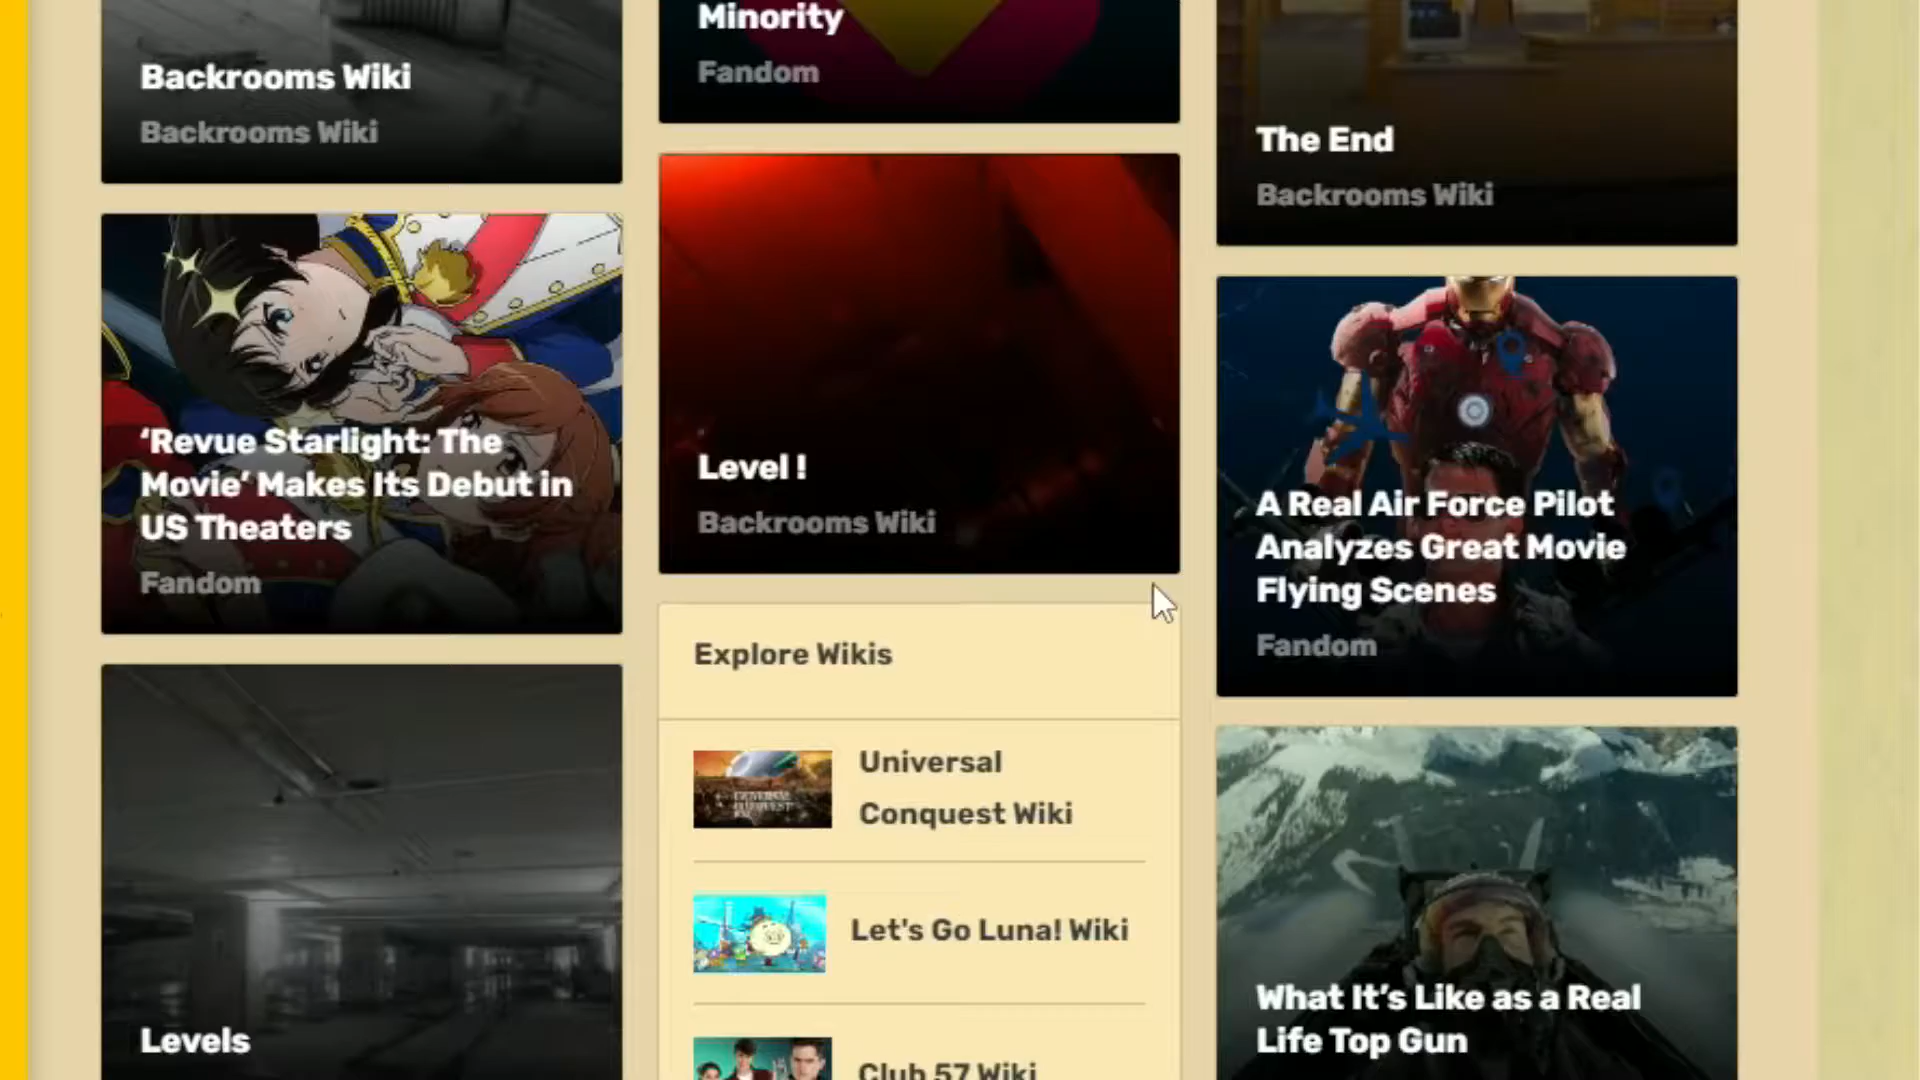 Backrooms Wiki
Backrooms Wiki
‘Revue Starlight: The
Movie’ Makes Its Debut in
US Theaters
Fandom
Levels
Minority
Fandom
Level !
Backrooms Wiki
Explore Wikis
Universal
Conquest Wiki
Let's Go Luna! Wiki
Club 57 Wiki
The End
Backrooms Wiki
A Real Air Force Pilot
Analyzes Great Movie
Flying Scenes
Fandom
What It’s Like as a Real
Life Top Gun